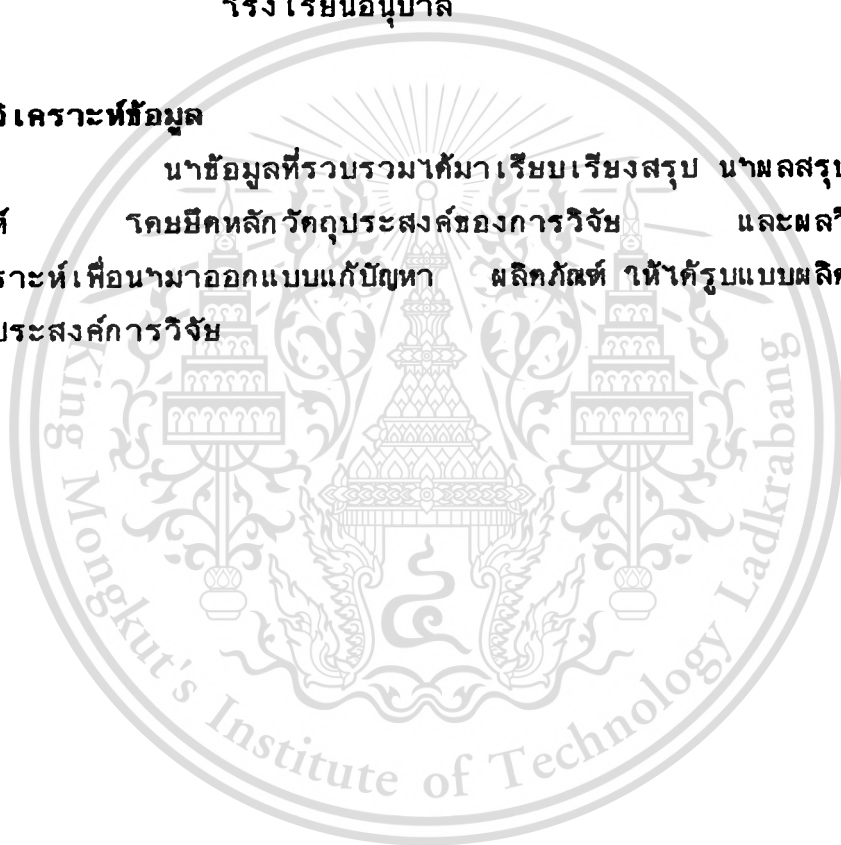 โรงเรียนอนุบาล
วิเคราะห์ข้อมูล
นำข้อมูลที่รวบรวมได้มาเรียบเรียงสรุป นำผลสรุป
ห์ โดยยึดหลักวัตถุประสงค์ของการวิจัย และผลวิ
ราะห์เพื่อนำมาออกแบบแก้ปัญหา ผลิตภัณฑ์ ให้ได้รูปแบบผลิต
ประสงค์การวิจัย
King Mongkut's Institute of Technology Ladkrabang